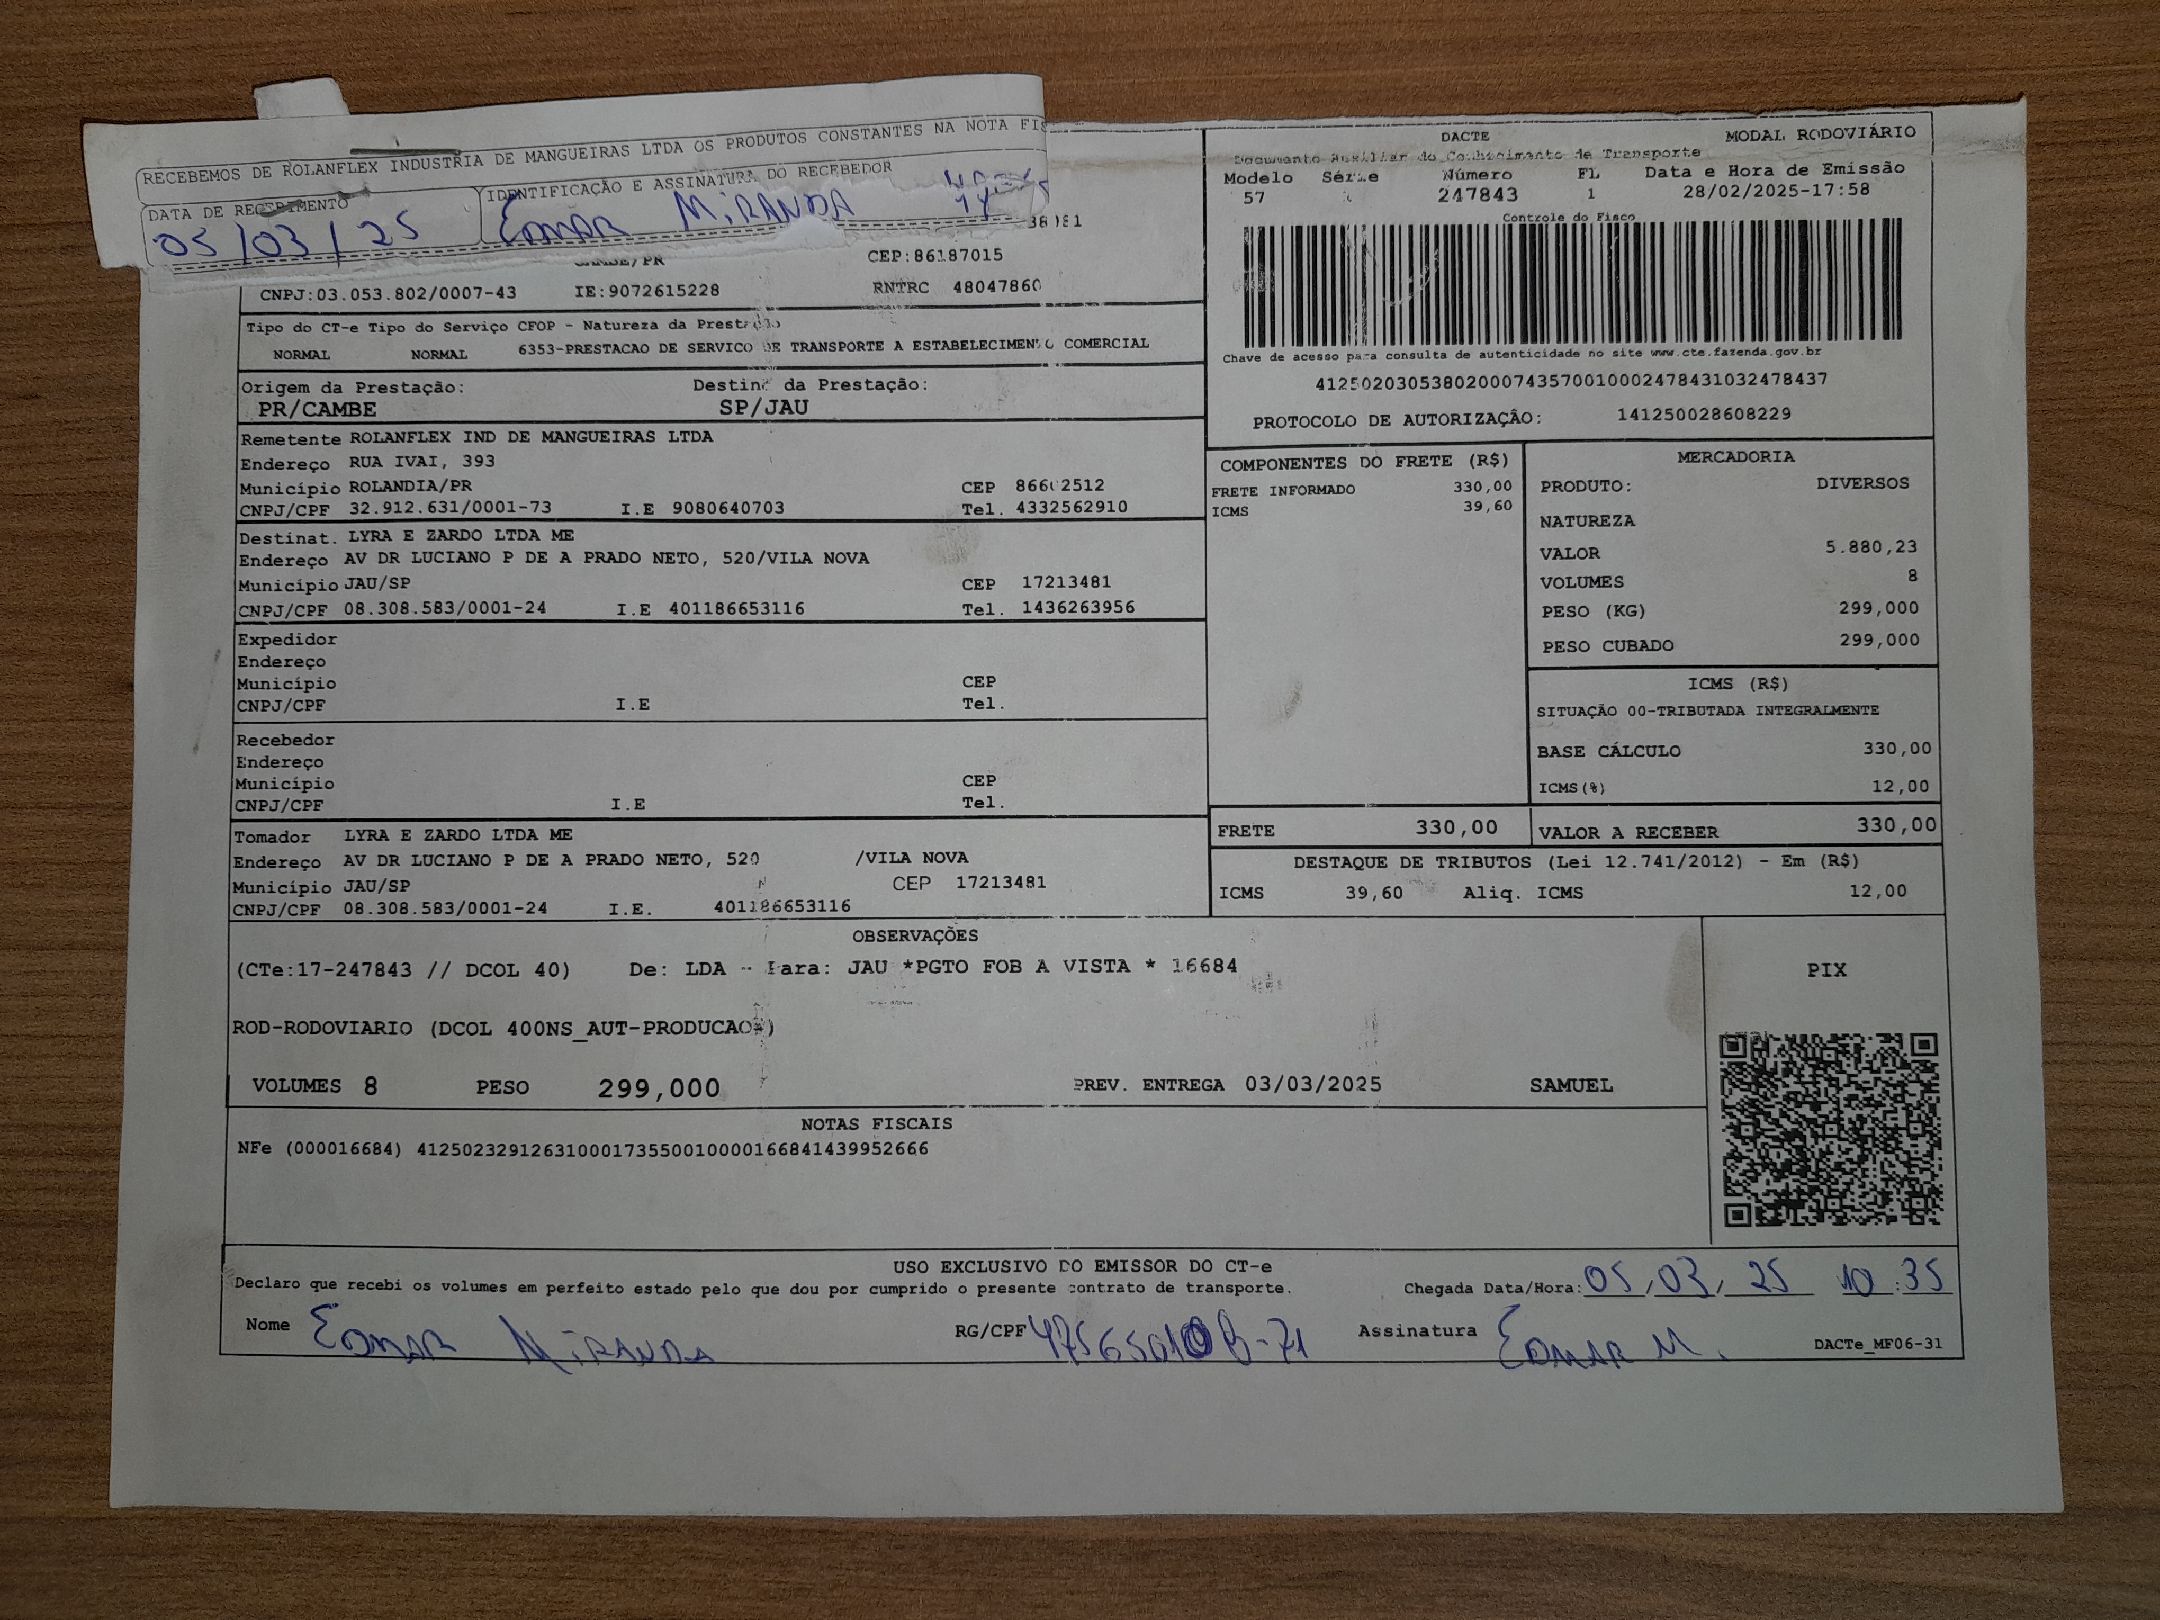 RECEBEMOS DE ROLANFLEX INDUSTRIA DE MANGUEIRAS LTDA OS PRODUTOS CONSTANTES NA NOTA FIS
DATA DE RECEBIMENTO IDENTIFICAÇÃO E ASSINATURA DO RECEBEDOR
05/03/25 EDMAR MIRANDA
CAMBE/PR CEP:86187015
CNPJ:03.053.802/0007-43 IE:9072615228 RNTRC 48047860
Tipo do CT-e Tipo do Serviço CFOP - Natureza da Prestação
NORMAL NORMAL 6353-PRESTACAO DE SERVICO DE TRANSPORTE A ESTABELECIMENTO COMERCIAL
Origem da Prestação: Destino da Prestação:
PR/CAMBE SP/JAU
DACTE MODAL RODOVIÁRIO
Documento Auxiliar do Conhecimento de Transporte
Modelo Série Número FL Data e Hora de Emissão
57 247843 1 28/02/2025-17:58
Controle do Fisco
Chave de acesso para consulta de autenticidade no site www.cte.fazenda.gov.br
41250203053802000743570010002478431032478437
PROTOCOLO DE AUTORIZAÇÃO: 141250028608229
Remetente ROLANFLEX IND DE MANGUEIRAS LTDA
Endereço RUA IVAI, 393
Município ROLANDIA/PR CEP 86602512
CNPJ/CPF 32.912.631/0001-73 I.E 9080640703 Tel. 4332562910
Destinat. LYRA E ZARDO LTDA ME
Endereço AV DR LUCIANO P DE A PRADO NETO, 520/VILA NOVA
Município JAU/SP CEP 17213481
CNPJ/CPF 08.308.583/0001-24 I.E 401186653116 Tel. 1436263956
Expedidor
Endereço
Município CEP
CNPJ/CPF I.E Tel.
Recebedor
Endereço
Município CEP
CNPJ/CPF I.E Tel.
Tomador LYRA E ZARDO LTDA ME
Endereço AV DR LUCIANO P DE A PRADO NETO, 520 /VILA NOVA
Município JAU/SP CEP 17213481
CNPJ/CPF 08.308.583/0001-24 I.E. 401186653116
COMPONENTES DO FRETE (R$)
FRETE INFORMADO 330,00
ICMS 39,60
MERCADORIA
PRODUTO: DIVERSOS
NATUREZA
VALOR 5.880,23
VOLUMES 8
PESO (KG) 299,000
PESO CUBADO 299,000
ICMS (R$)
SITUAÇÃO 00-TRIBUTADA INTEGRALMENTE
BASE CÁLCULO 330,00
ICMS(%) 12,00
FRETE 330,00 VALOR A RECEBER 330,00
DESTAQUE DE TRIBUTOS (Lei 12.741/2012) - Em (R$)
ICMS 39,60 Aliq. ICMS 12,00
OBSERVAÇÕES
(CTe:17-247843 // DCOL 40) De: LDA - Para: JAU *PGTO FOB A VISTA * 16684
ROD-RODOVIARIO (DCOL 400NS_AUT-PRODUCAO*)
VOLUMES 8 PESO 299,000 PREV. ENTREGA 03/03/2025 SAMUEL
PIX
NOTAS FISCAIS
NFe (000016684) 41250232912631000173550010000166841439952666
USO EXCLUSIVO DO EMISSOR DO CT-e
Declaro que recebi os volumes em perfeito estado pelo que dou por cumprido o presente contrato de transporte. Chegada Data/Hora: 05/03/25 10:35
Nome EDMAR MIRANDA RG/CPF Assinatura EDMAR M. DACTe_MF06-31